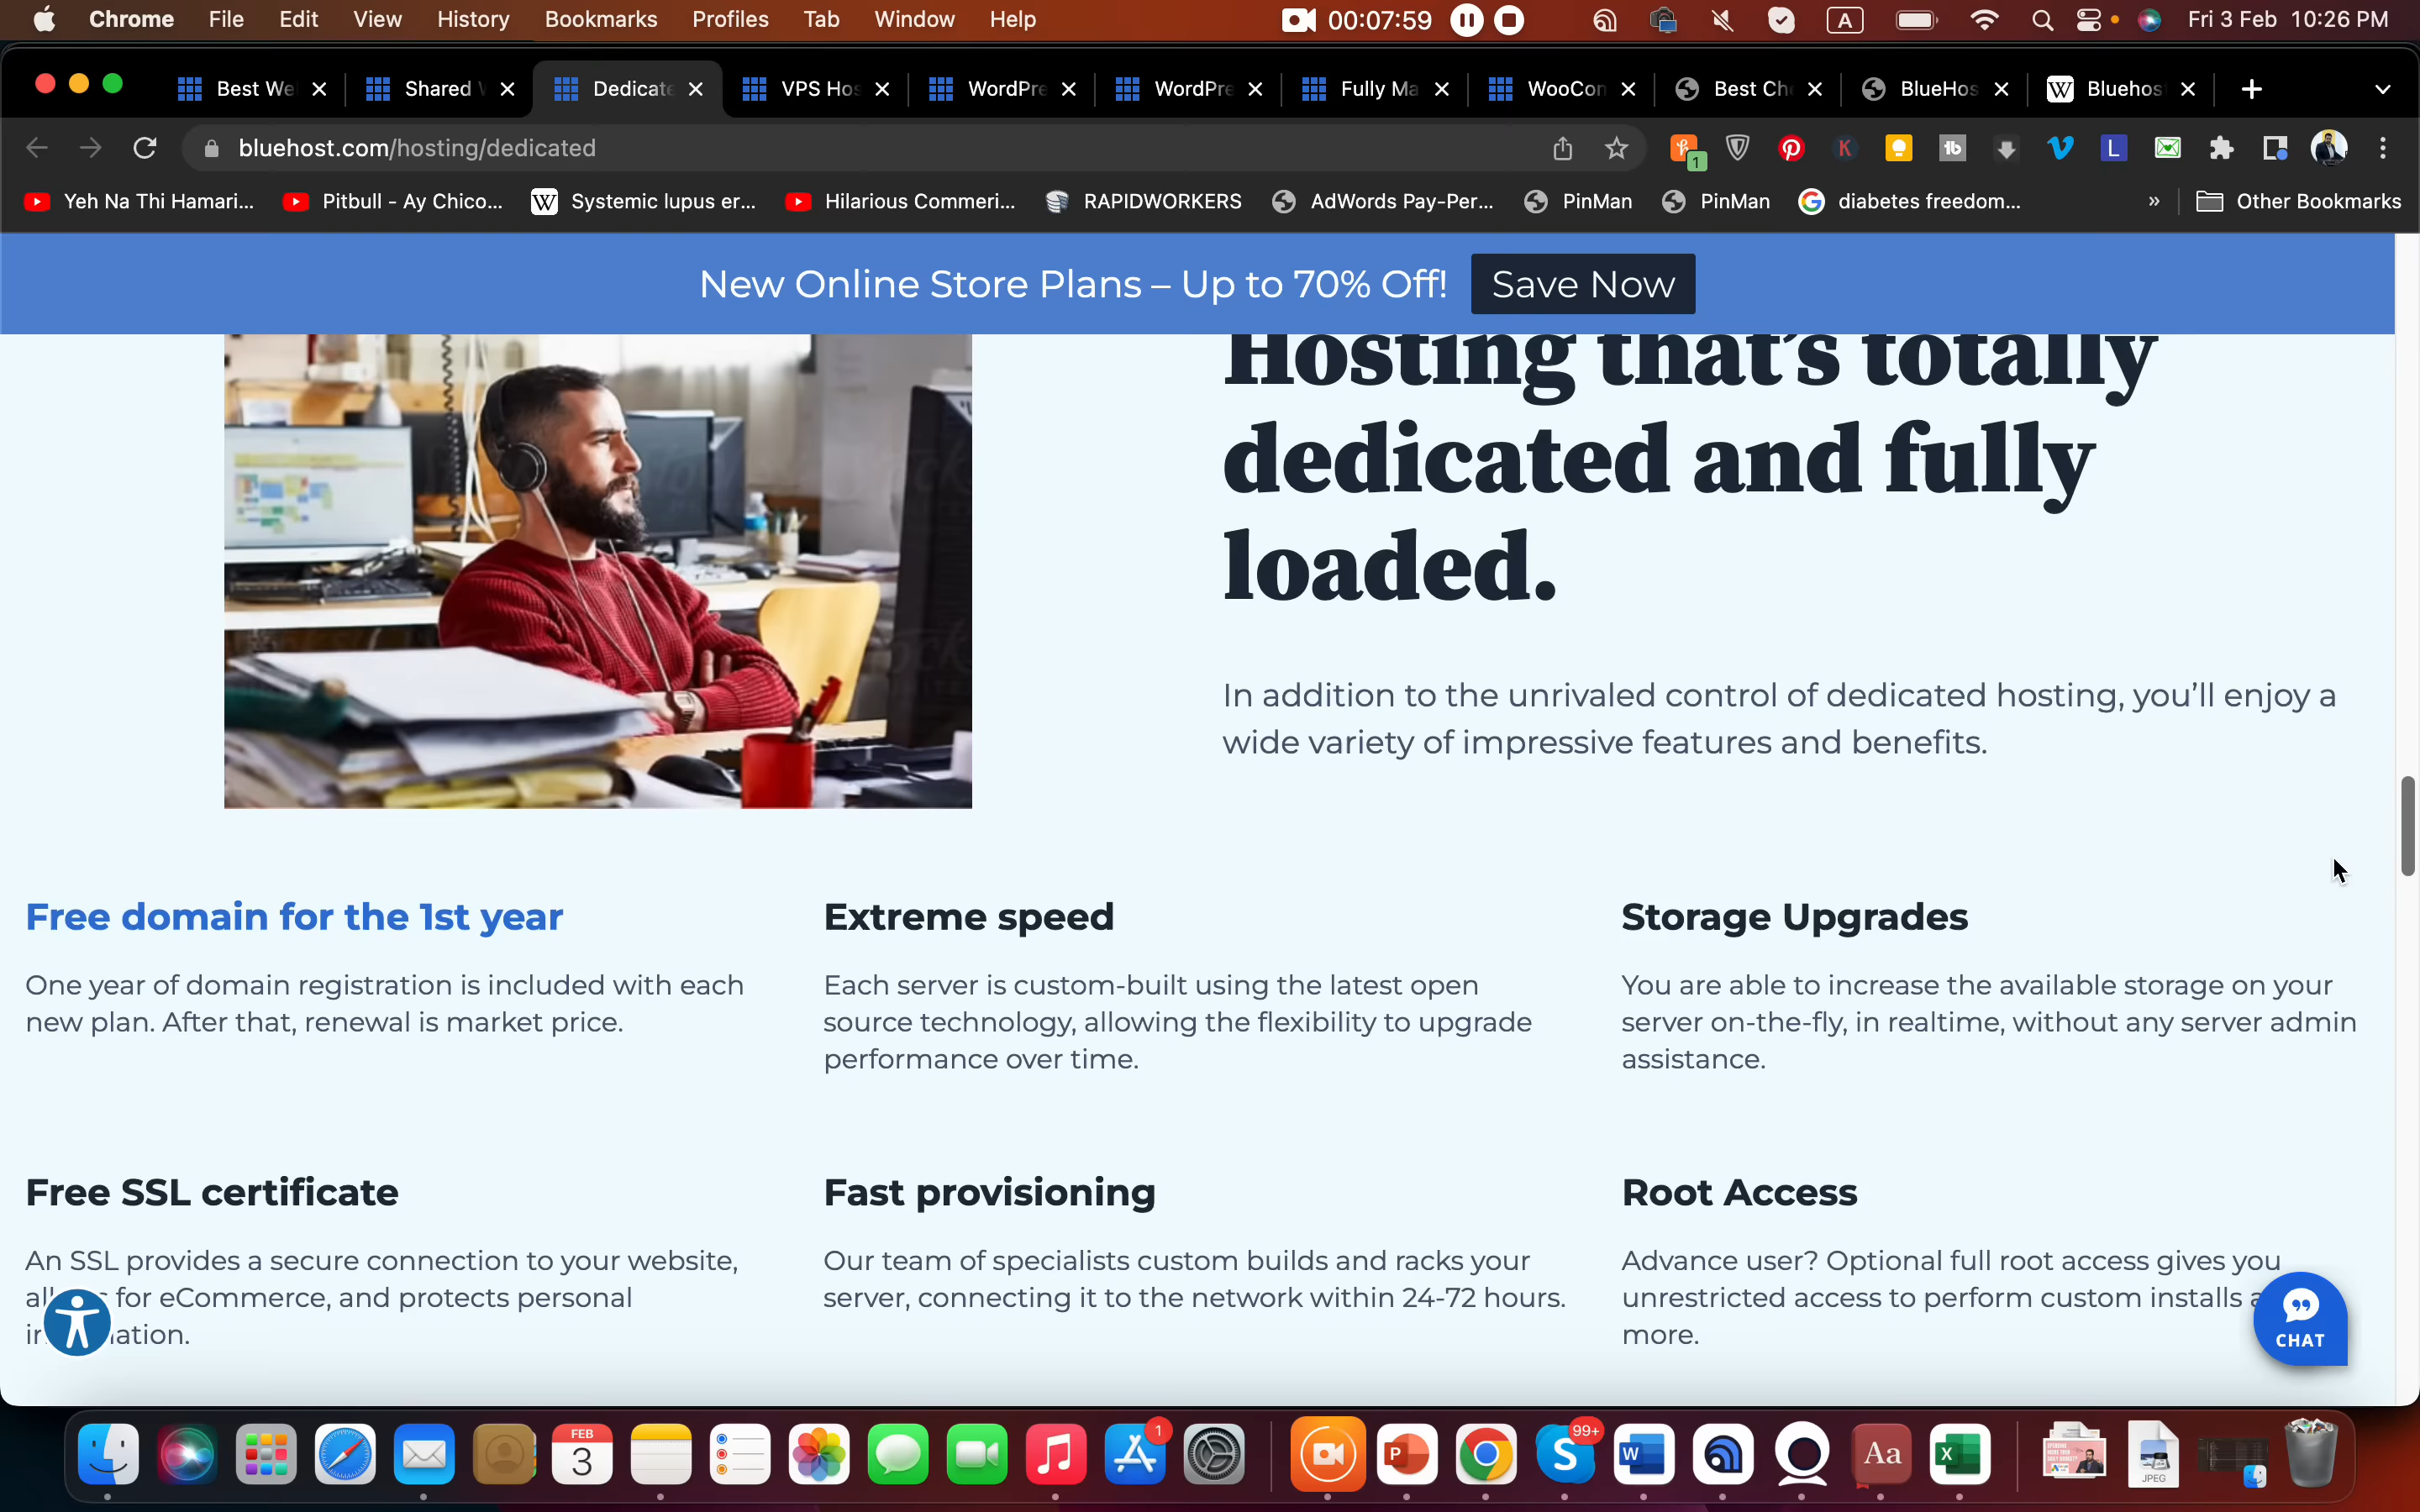 Chrome File Edit View History Bookmarks Profiles Tab Window Help 00:07:59 A Fri 3 Feb 10:26 PM
Best We Shared Dedicate VPS Hos WordPre WordPre Fully Ma WooCon Best Ch BlueHos W Bluehos
bluehost.com/hosting/dedicated 1 K tb L
Yeh Na Thi Hamari... Pitbull - Ay Chico... W Systemic lupus er... Hilarious Commeri... RAPIDWORKERS AdWords Pay-Per... PinMan PinMan G diabetes freedom... » Other Bookmarks
New Online Store Plans – Up to 70% Off! Save Now
Hosting that's totally
dedicated and fully
loaded.
In addition to the unrivaled control of dedicated hosting, you'll enjoy a
wide variety of impressive features and benefits.
Free domain for the 1st year
One year of domain registration is included with each
new plan. After that, renewal is market price.
Extreme speed
Each server is custom-built using the latest open
source technology, allowing the flexibility to upgrade
performance over time.
Storage Upgrades
You are able to increase the available storage on your
server on-the-fly, in realtime, without any server admin
assistance.
Free SSL certificate
An SSL provides a secure connection to your website,
for eCommerce, and protects personal
Fast provisioning
Our team of specialists custom builds and racks your
server, connecting it to the network within 24-72 hours.
Root Access
Advance user? Optional full root access gives you
unrestricted access to perform custom installs
more.
CHAT
FEB
3
1
P
S
99+
W
Aa
X
JPEG